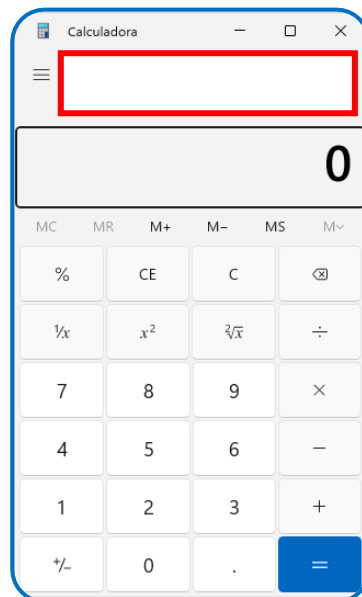 Calculadora
0
MC MR M+ M− MS M˅
% CE C ⌫
¹/x x² ²√x ÷
7 8 9 ×
4 5 6 −
1 2 3 +
⁺/₋ 0 . =